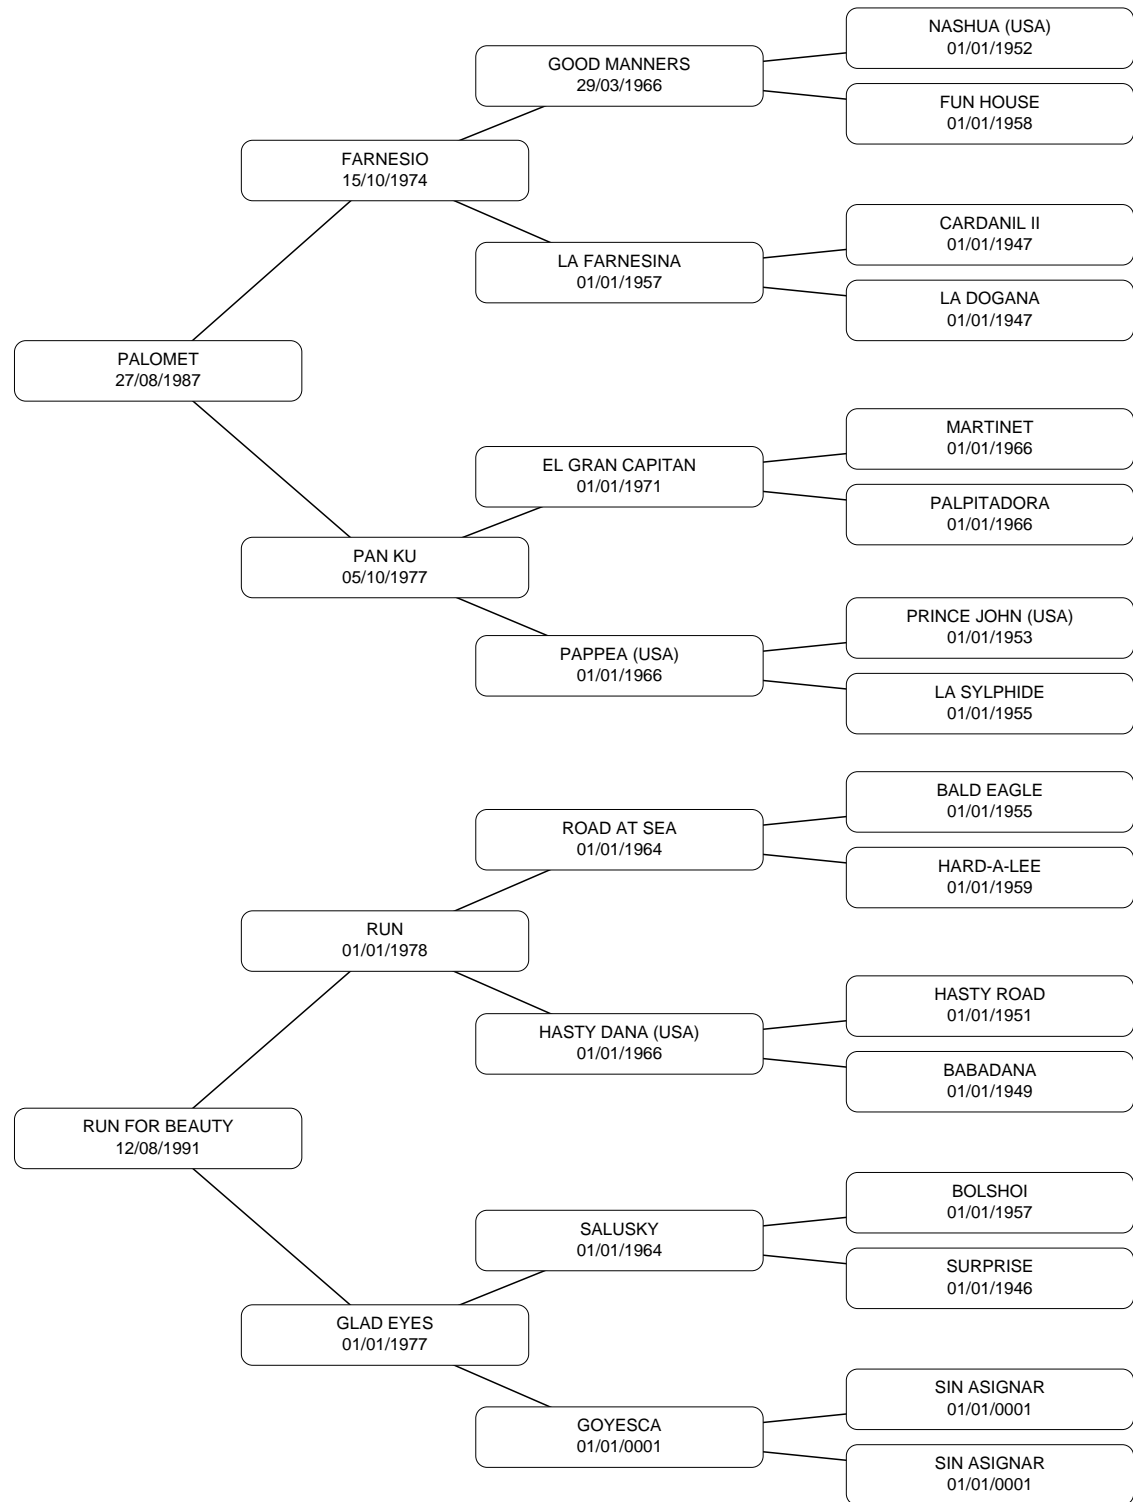 NASHUA (USA)
01/01/1952
GOOD MANNERS
29/03/1966
FUN HOUSE
01/01/1958
FARNESIO
15/10/1974
CARDANIL II
01/01/1947
LA FARNESINA
01/01/1957
LA DOGANA
01/01/1947
PALOMET
27/08/1987
MARTINET
01/01/1966
EL GRAN CAPITAN
01/01/1971
PALPITADORA
01/01/1966
PAN KU
05/10/1977
PRINCE JOHN (USA)
01/01/1953
PAPPEA (USA)
01/01/1966
LA SYLPHIDE
01/01/1955
BALD EAGLE
01/01/1955
ROAD AT SEA
01/01/1964
HARD-A-LEE
01/01/1959
RUN
01/01/1978
HASTY ROAD
01/01/1951
HASTY DANA (USA)
01/01/1966
BABADANA
01/01/1949
RUN FOR BEAUTY
12/08/1991
BOLSHOI
01/01/1957
SALUSKY
01/01/1964
SURPRISE
01/01/1946
GLAD EYES
01/01/1977
SIN ASIGNAR
01/01/0001
GOYESCA
01/01/0001
SIN ASIGNAR
01/01/0001